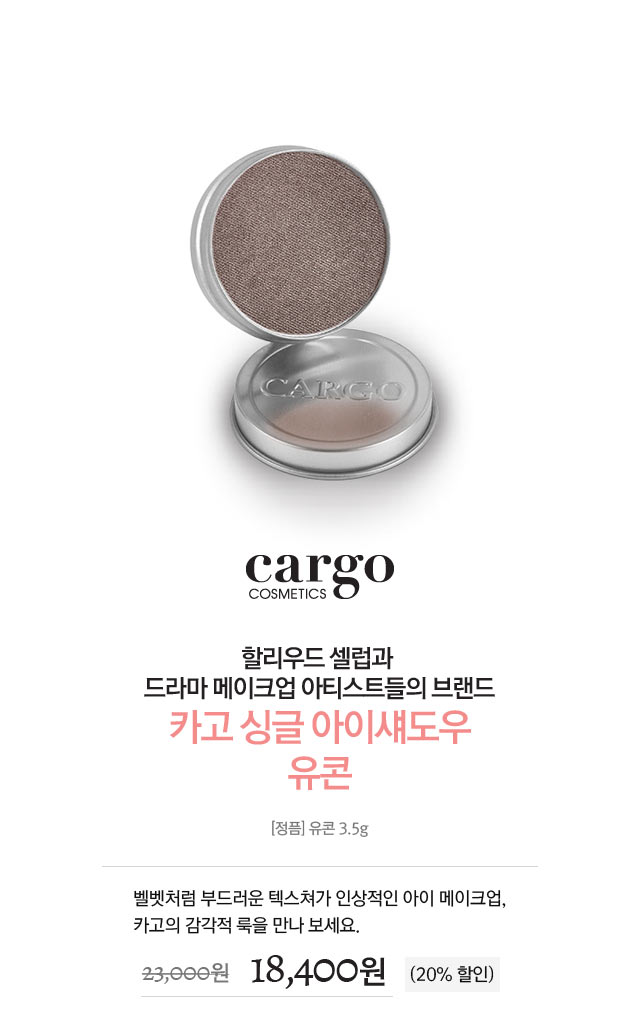 CARGO
cargo
COSMETICS
할리우드 셀럽과
드라마 메이크업 아티스트들의 브랜드
카고 싱글 아이섀도우
유콘
[정품] 유콘 3.5g
벨벳처럼 부드러운 텍스쳐가 인상적인 아이 메이크업,
카고의 감각적 룩을 만나 보세요.
23,000원 18,400원 (20% 할인)